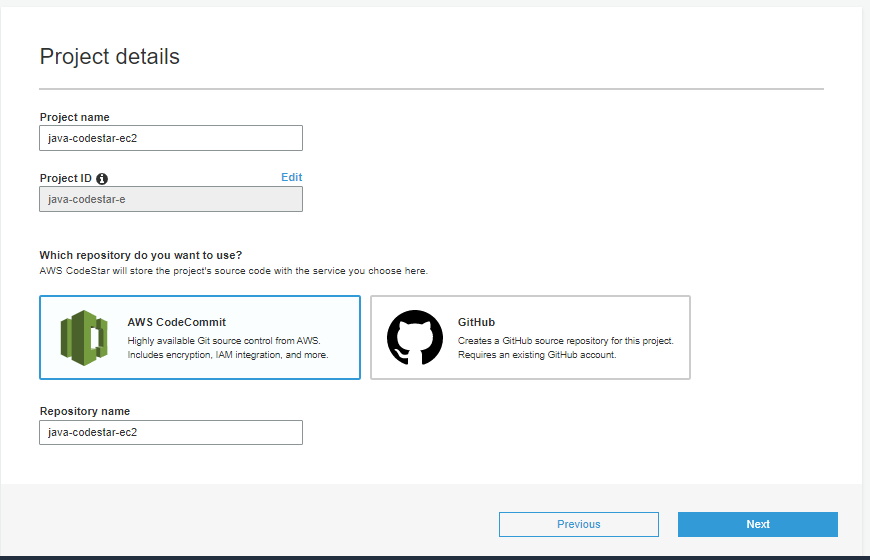 Project details
Project name
java-codestar-ec2
Project ID
Edit
java-codestar-e
Which repository do you want to use?
AWS CodeStar will store the project's source code with the service you choose here.
AWS CodeCommit
Highly available Git source control from AWS.
Includes encryption, IAM integration, and more.
GitHub
Creates a GitHub source repository for this project.
Requires an existing GitHub account.
Repository name
java-codestar-ec2
Previous
Next